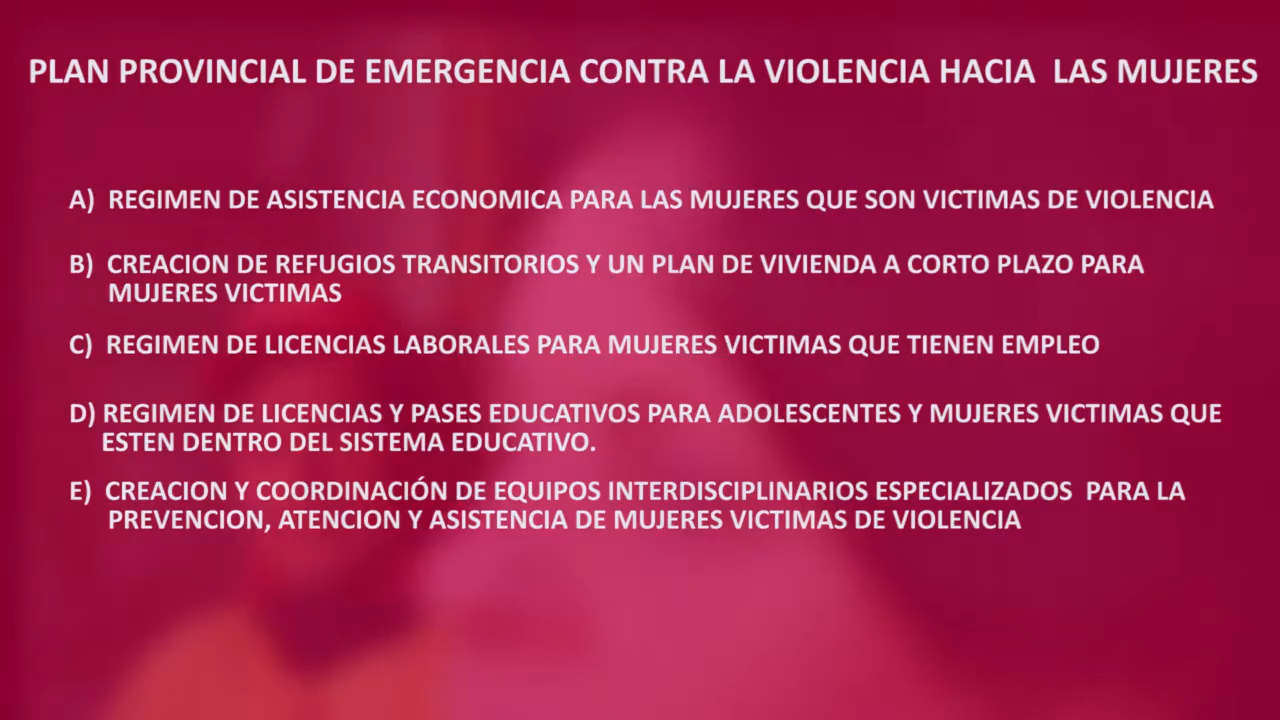 PLAN PROVINCIAL DE EMERGENCIA CONTRA LA VIOLENCIA HACIA LAS MUJERES
A) REGIMEN DE ASISTENCIA ECONOMICA PARA LAS MUJERES QUE SON VICTIMAS DE VIOLENCIA
B) CREACION DE REFUGIOS TRANSITORIOS Y UN PLAN DE VIVIENDA A CORTO PLAZO PARA
MUJERES VICTIMAS
C) REGIMEN DE LICENCIAS LABORALES PARA MUJERES VICTIMAS QUE TIENEN EMPLEO
D) REGIMEN DE LICENCIAS Y PASES EDUCATIVOS PARA ADOLESCENTES Y MUJERES VICTIMAS QUE
ESTEN DENTRO DEL SISTEMA EDUCATIVO.
E) CREACION Y COORDINACIÓN DE EQUIPOS INTERDISCIPLINARIOS ESPECIALIZADOS PARA LA
PREVENCION, ATENCION Y ASISTENCIA DE MUJERES VICTIMAS DE VIOLENCIA